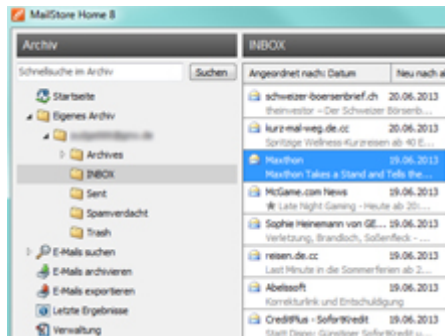 MailStore Home 8
Archiv
INBOX
Schnellsuche im Archiv
Suchen
Angeordnet nach: Datum
Neu nach a
Startseite
Eigenes Archiv
Archives
INBOX
Sent
Spamverdacht
Trash
E-Mails suchen
E-Mails archivieren
E-Mails exportieren
Letzte Ergebnisse
Verwaltung
schweizer-boersenbrief.ch 20.06.2013
theinvestor – Der Schweizer Börsenb...
kurz-mal-weg.de.cc 20.06.2013
Spritzige Wellness-Kurzreisen ab 40 E...
Maxthon 19.06.2013
Maxthon Takes a Stand and Tells the...
McGame.com News 19.06.2013
★ Late Night Gaming - Heute ab 20:...
Sophie Heinemann von GE... 19.06.2013
Verletzung, Brandloch, Soßenfleck – ...
reisen.de.cc 19.06.2013
Last Minute in die Sommerferien ab 2...
Abelssoft 19.06.2013
Korrekturlink und Entschuldigung
CreditPlus - SofortKredit 19.06.2013
Statt Dispo: Günstiger SofortKredit u...